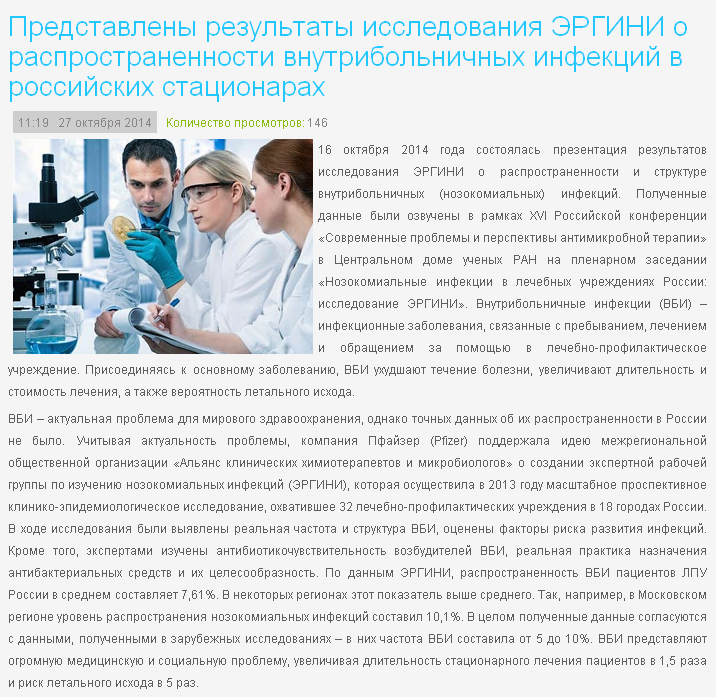 Представлены результаты исследования ЭРГИНИ о
распространенности внутрибольничных инфекций в
российских стационарах
11:19 27 октября 2014 Количество просмотров: 146
16 октября 2014 года состоялась презентация результатов
исследования ЭРГИНИ о распространенности и структуре
внутрибольничных (нозокомиальных) инфекций. Полученные
данные были озвучены в рамках XVI Российской конференции
«Современные проблемы и перспективы антимикробной терапии»
в Центральном доме ученых РАН на пленарном заседании
«Нозокомиальные инфекции в лечебных учреждениях России:
исследование ЭРГИНИ». Внутрибольничные инфекции (ВБИ) –
инфекционные заболевания, связанные с пребыванием, лечением
и обращением за помощью в лечебно-профилактическое
учреждение. Присоединяясь к основному заболеванию, ВБИ ухудшают течение болезни, увеличивают длительность и
стоимость лечения, а также вероятность летального исхода.
ВБИ – актуальная проблема для мирового здравоохранения, однако точных данных об их распространенности в России
не было. Учитывая актуальность проблемы, компания Пфайзер (Pfizer) поддержала идею межрегиональной
общественной организации «Альянс клинических химиотерапевтов и микробиологов» о создании экспертной рабочей
группы по изучению нозокомиальных инфекций (ЭРГИНИ), которая осуществила в 2013 году масштабное проспективное
клинико-эпидемиологическое исследование, охватившее 32 лечебно-профилактических учреждения в 18 городах России.
В ходе исследования были выявлены реальная частота и структура ВБИ, оценены факторы риска развития инфекций.
Кроме того, экспертами изучены антибиотикочувствительность возбудителей ВБИ, реальная практика назначения
антибактериальных средств и их целесообразность. По данным ЭРГИНИ, распространенность ВБИ пациентов ЛПУ
России в среднем составляет 7,61%. В некоторых регионах этот показатель выше среднего. Так, например, в Московском
регионе уровень распространения нозокомиальных инфекций составил 10,1%. В целом полученные данные согласуются
с данными, полученными в зарубежных исследованиях – в них частота ВБИ составила от 5 до 10%. ВБИ представляют
огромную медицинскую и социальную проблему, увеличивая длительность стационарного лечения пациентов в 1,5 раза
и риск летального исхода в 5 раз.